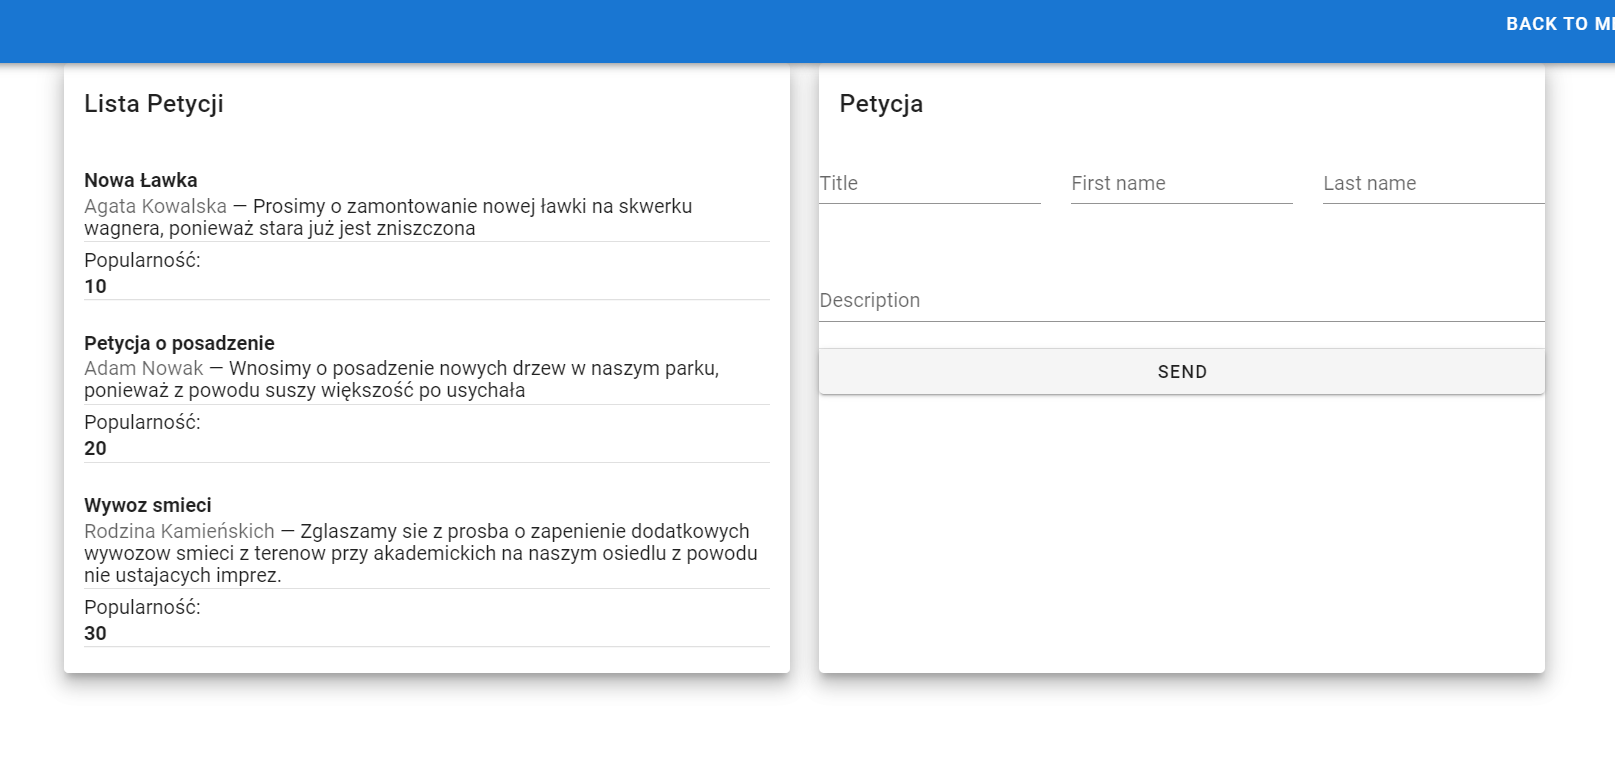 BACK TO
Lista Petycji
Nowa Ławka
Agata Kowalska — Prosimy o zamontowanie nowej ławki na skwerku
wagnera, ponieważ stara już jest zniszczona
Popularność:
10
Petycja o posadzenie
Adam Nowak — Wnosimy o posadzenie nowych drzew w naszym parku,
ponieważ z powodu suszy większość po usychała
Popularność:
20
Wywoz smieci
Rodzina Kamieńskich — Zglaszamy sie z prosba o zapenienie dodatkowych
wywozow smieci z terenow przy akademickich na naszym osiedlu z powodu
nie ustajacych imprez.
Popularność:
30
Petycja
Title First name Last name
Description
SEND